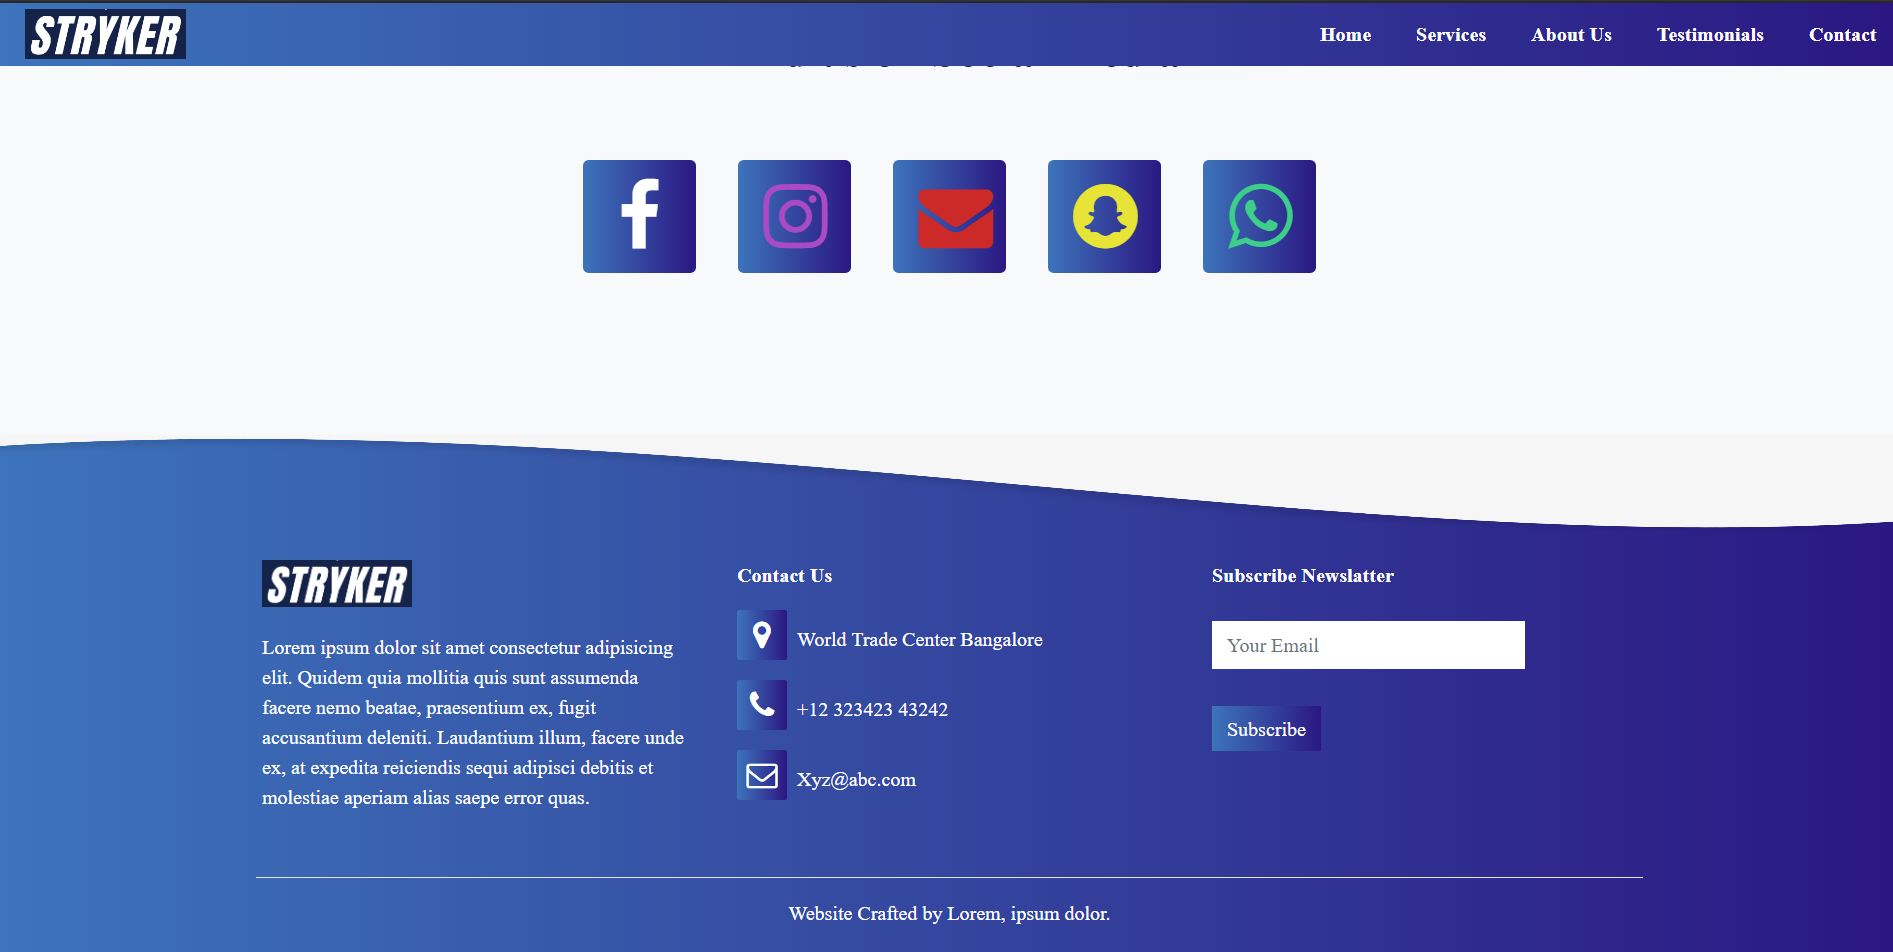 STRYKER
Home Services About Us Testimonials Contact
STRYKER
Lorem ipsum dolor sit amet consectetur adipisicing
elit. Quidem quia mollitia quis sunt assumenda
facere nemo beatae, praesentium ex, fugit
accusantium deleniti. Laudantium illum, facere unde
ex, at expedita reiciendis sequi adipisci debitis et
molestiae aperiam alias saepe error quas.
Contact Us
World Trade Center Bangalore
+12 323423 43242
Xyz@abc.com
Subscribe Newslatter
Your Email
Subscribe
Website Crafted by Lorem, ipsum dolor.